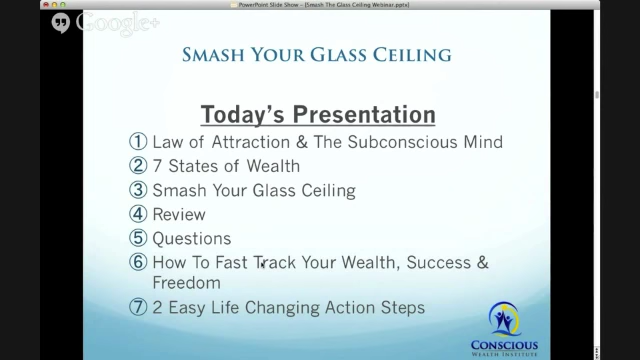 PowerPoint Slide Show - [Smash The Glass Ceiling Webinar.pptx]
Google+
SMASH YOUR GLASS CEILING
Today's Presentation
① Law of Attraction & The Subconscious Mind
② 7 States of Wealth
③ Smash Your Glass Ceiling
④ Review
⑤ Questions
⑥ How To Fast Track Your Wealth, Success &
Freedom
⑦ 2 Easy Life Changing Action Steps
CONSCIOUS
WEALTH INSTITUTE